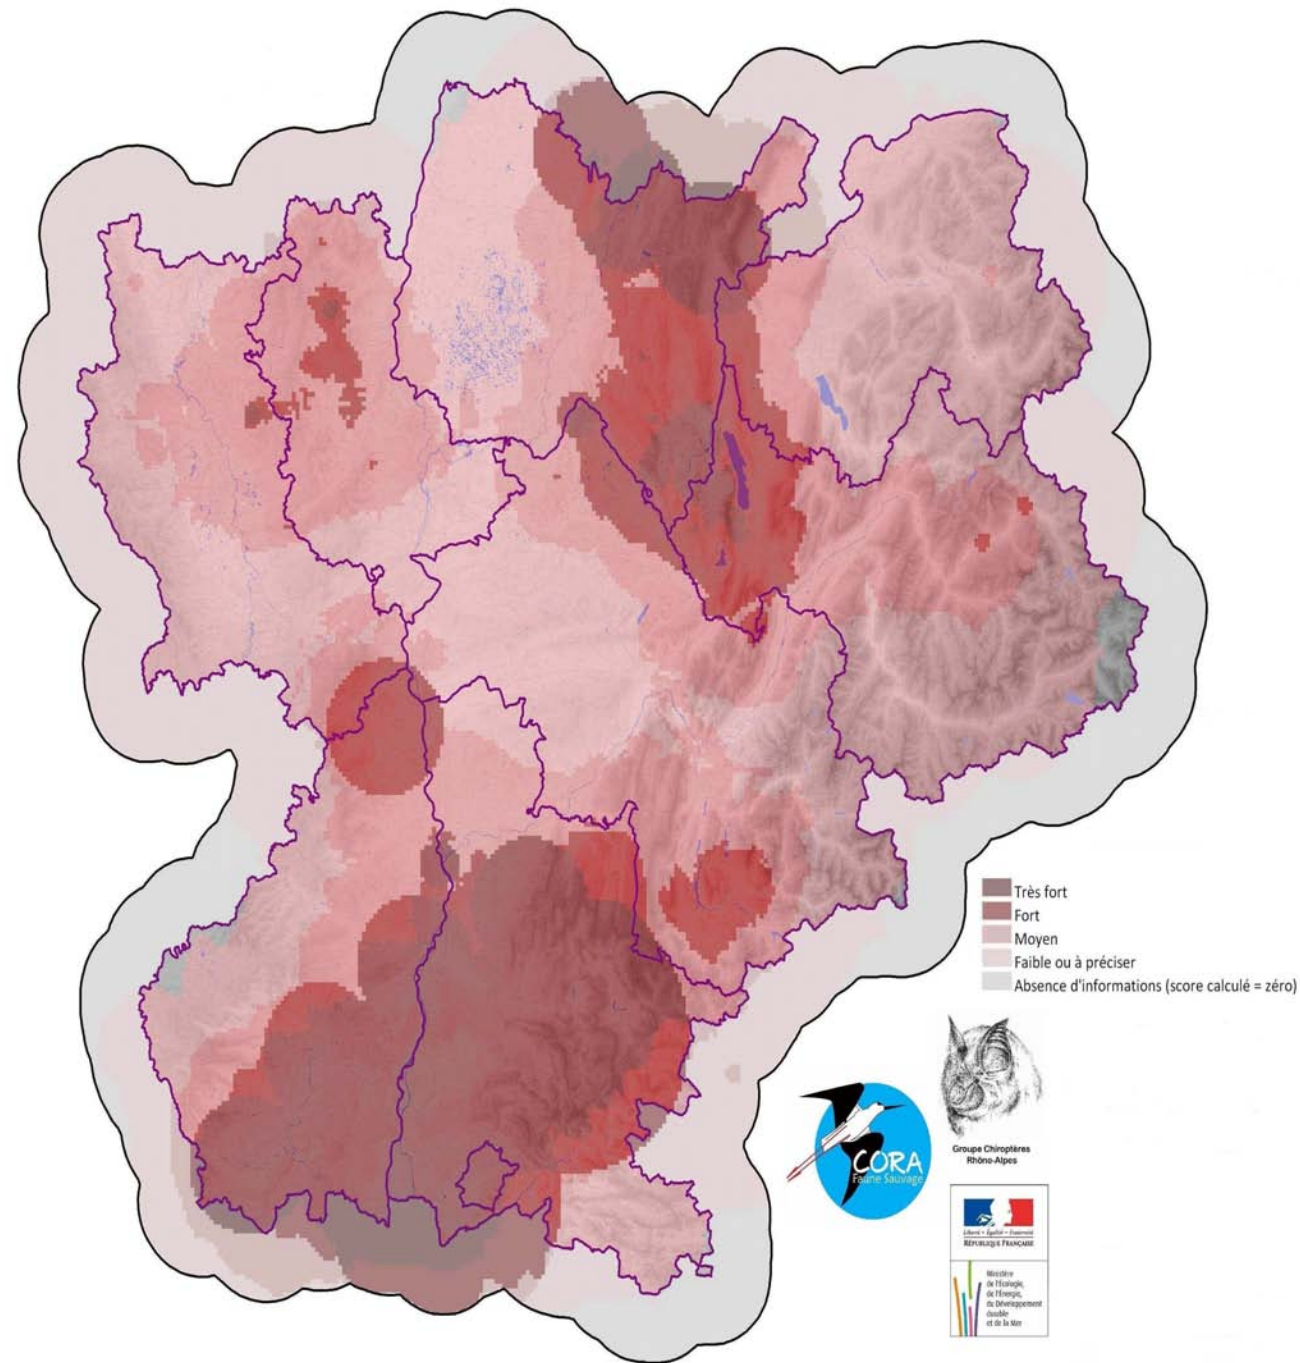 Très fort
Fort
Moyen
Faible ou à préciser
Absence d'informations (score calculé = zéro)
CORA
Faune Sauvage
Groupe Chiroptères
Rhône-Alpes
Liberté • Égalité • Fraternité
RÉPUBLIQUE FRANÇAISE
Ministère
de l'Écologie,
de l'Énergie,
du Développement
durable
et de la Mer